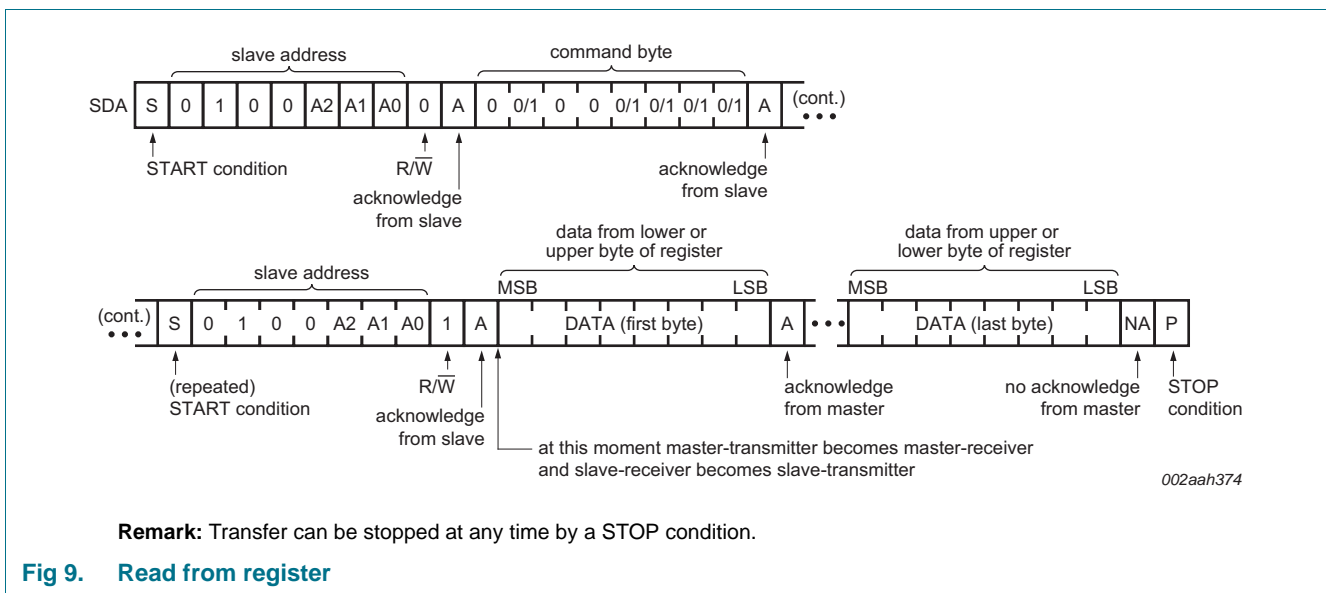 slave address command byte
SDA S 0 1 0 0 A2 A1 A0 0 A 0 0/1 0 0 0/1 0/1 0/1 0/1 A (cont.)
START condition R/W̅ acknowledge
acknowledge from slave
from slave
data from lower or data from upper or
upper byte of register lower byte of register
slave address
MSB LSB MSB LSB
(cont.) S 0 1 0 0 A2 A1 A0 1 A DATA (first byte) A DATA (last byte) NA P
(repeated) R/W̅ acknowledge no acknowledge STOP
START condition acknowledge from master from master condition
from slave
at this moment master-transmitter becomes master-receiver
and slave-receiver becomes slave-transmitter
002aah374
Remark: Transfer can be stopped at any time by a STOP condition.
Fig 9. Read from register